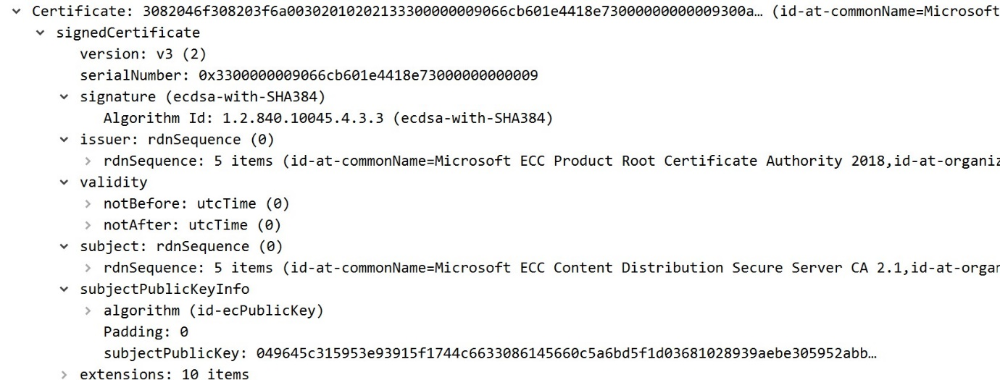 Certificate: 3082046f308203f6a00302010202133300000009066cb601e4418e73000000000009300a… (id-at-commonName=Microsoft
signedCertificate
version: v3 (2)
serialNumber: 0x3300000009066cb601e4418e73000000000009
signature (ecdsa-with-SHA384)
Algorithm Id: 1.2.840.10045.4.3.3 (ecdsa-with-SHA384)
issuer: rdnSequence (0)
rdnSequence: 5 items (id-at-commonName=Microsoft ECC Product Root Certificate Authority 2018,id-at-organiz
validity
notBefore: utcTime (0)
notAfter: utcTime (0)
subject: rdnSequence (0)
rdnSequence: 5 items (id-at-commonName=Microsoft ECC Content Distribution Secure Server CA 2.1,id-at-organ
subjectPublicKeyInfo
algorithm (id-ecPublicKey)
Padding: 0
subjectPublicKey: 049645c315953e93915f1744c6633086145660c5a6bd5f1d03681028939aebe305952abb…
extensions: 10 items